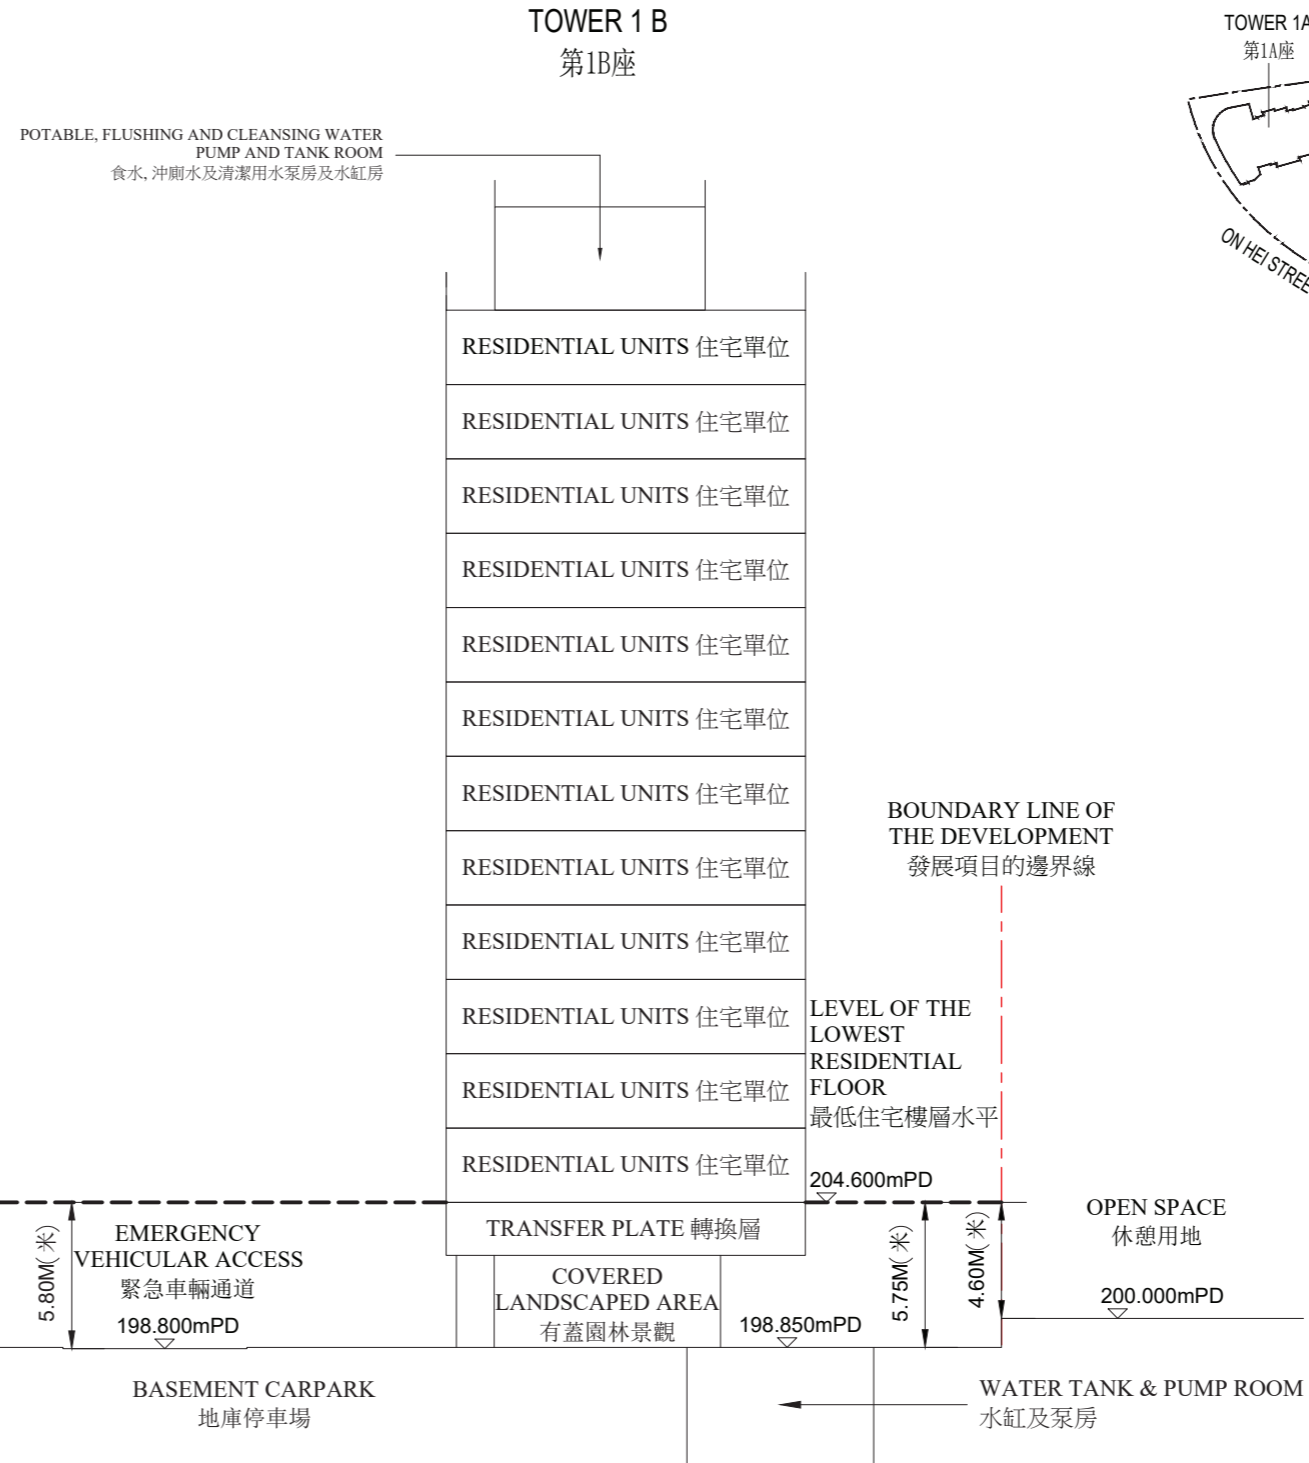 TOWER 1 B
第1B座
TOWER 1A
第1A座
ON HEI STREE
POTABLE, FLUSHING AND CLEANSING WATER
PUMP AND TANK ROOM
食水, 沖廁水及清潔用水泵房及水缸房
RESIDENTIAL UNITS 住宅單位
RESIDENTIAL UNITS 住宅單位
RESIDENTIAL UNITS 住宅單位
RESIDENTIAL UNITS 住宅單位
RESIDENTIAL UNITS 住宅單位
RESIDENTIAL UNITS 住宅單位
RESIDENTIAL UNITS 住宅單位
RESIDENTIAL UNITS 住宅單位
RESIDENTIAL UNITS 住宅單位
RESIDENTIAL UNITS 住宅單位
RESIDENTIAL UNITS 住宅單位
RESIDENTIAL UNITS 住宅單位
BOUNDARY LINE OF
THE DEVELOPMENT
發展項目的邊界線
LEVEL OF THE
LOWEST
RESIDENTIAL
FLOOR
最低住宅樓層水平
204.600mPD
TRANSFER PLATE 轉換層
5.80M(米)
EMERGENCY
VEHICULAR ACCESS
緊急車輛通道
198.800mPD
COVERED
LANDSCAPED AREA
有蓋園林景觀
198.850mPD
5.75M(米)
4.60M(米)
OPEN SPACE
休憩用地
200.000mPD
BASEMENT CARPARK
地庫停車場
WATER TANK & PUMP ROOM
水缸及泵房